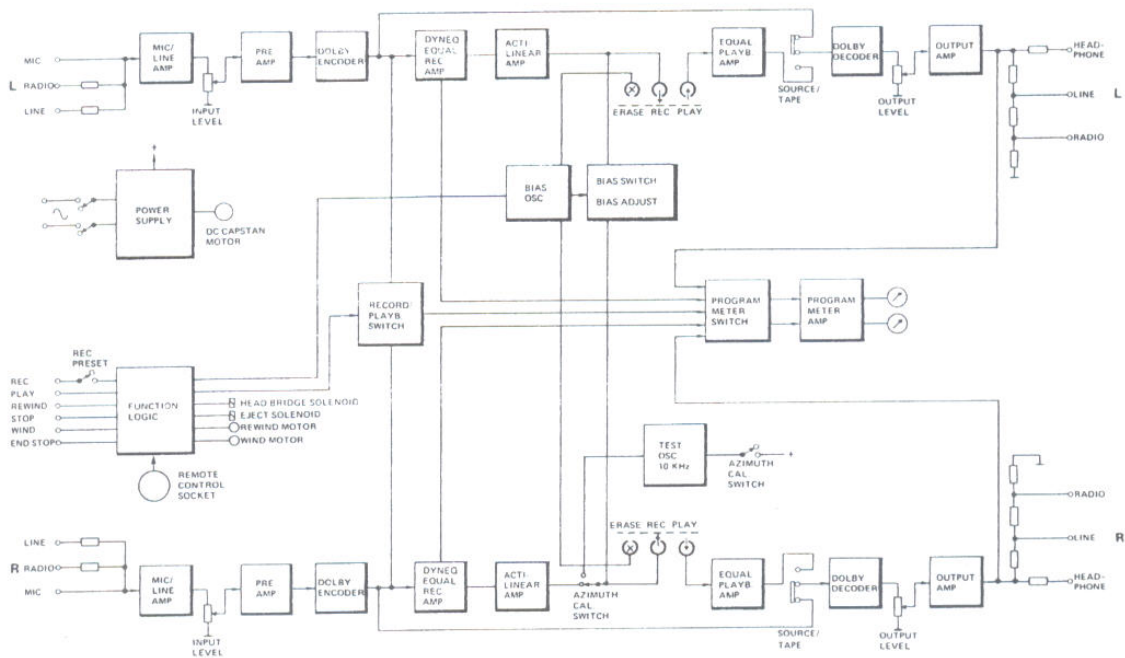 MIC
L RADIO
LINE
MIC/
LINE
AMP
INPUT
LEVEL
PRE
AMP
DOLBY
ENCODER
DYNEQ
EQUAL
REC
AMP
ACTI-
LINEAR
AMP
ERASE REC PLAY
EQUAL
PLAYB
AMP
SOURCE/
TAPE
DOLBY
DECODER
OUTPUT
LEVEL
OUTPUT
AMP
HEAD-
PHONE
LINE L
RADIO
+
POWER
SUPPLY
DC CAPSTAN
MOTOR
BIAS
OSC
BIAS SWITCH
BIAS ADJUST
RECORD/
PLAYB.
SWITCH
PROGRAM
METER
SWITCH
PROGRAM
METER
AMP
REC
PRESET
REC
PLAY
REWIND
STOP
WIND
END STOP
FUNCTION
LOGIC
HEAD BRIDGE SOLENOID
EJECT SOLENOID
REWIND MOTOR
WIND MOTOR
REMOTE
CONTROL
SOCKET
TEST
OSC
10 KHz
AZIMUTH
CAL
SWITCH
+
LINE
R RADIO
MIC
MIC/
LINE
AMP
INPUT
LEVEL
PRE
AMP
DOLBY
ENCODER
DYNEQ
EQUAL
REC
AMP
ACTI-
LINEAR
AMP
AZIMUTH
CAL
SWITCH
ERASE REC PLAY
EQUAL
PLAYB
AMP
SOURCE/
TAPE
DOLBY
DECODER
OUTPUT
LEVEL
OUTPUT
AMP
RADIO
LINE R
HEAD-
PHONE